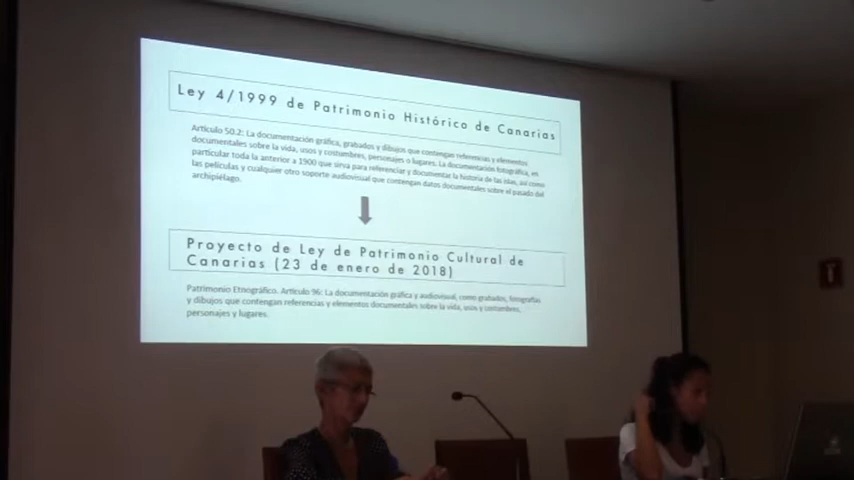 Ley 4/1999 de Patrimonio Histórico de Canarias
Artículo 50.2: La documentación gráfica, grabados y dibujos que contengan referencias y elementos
documentales sobre la vida, usos y costumbres, personajes o lugares. La documentación fotográfica, en
particular toda la anterior a 1900 que sirva para referenciar y documentar la historia de las islas, así como
las películas y cualquier otro soporte audiovisual que contengan datos documentales sobre el pasado del
archipiélago.
Proyecto de Ley de Patrimonio Cultural de
Canarias (23 de enero de 2018)
Patrimonio Etnográfico. Artículo 96: La documentación gráfica y audiovisual, como grabados, fotografías
y dibujos que contengan referencias y elementos documentales sobre la vida, usos y costumbres,
personajes y lugares.